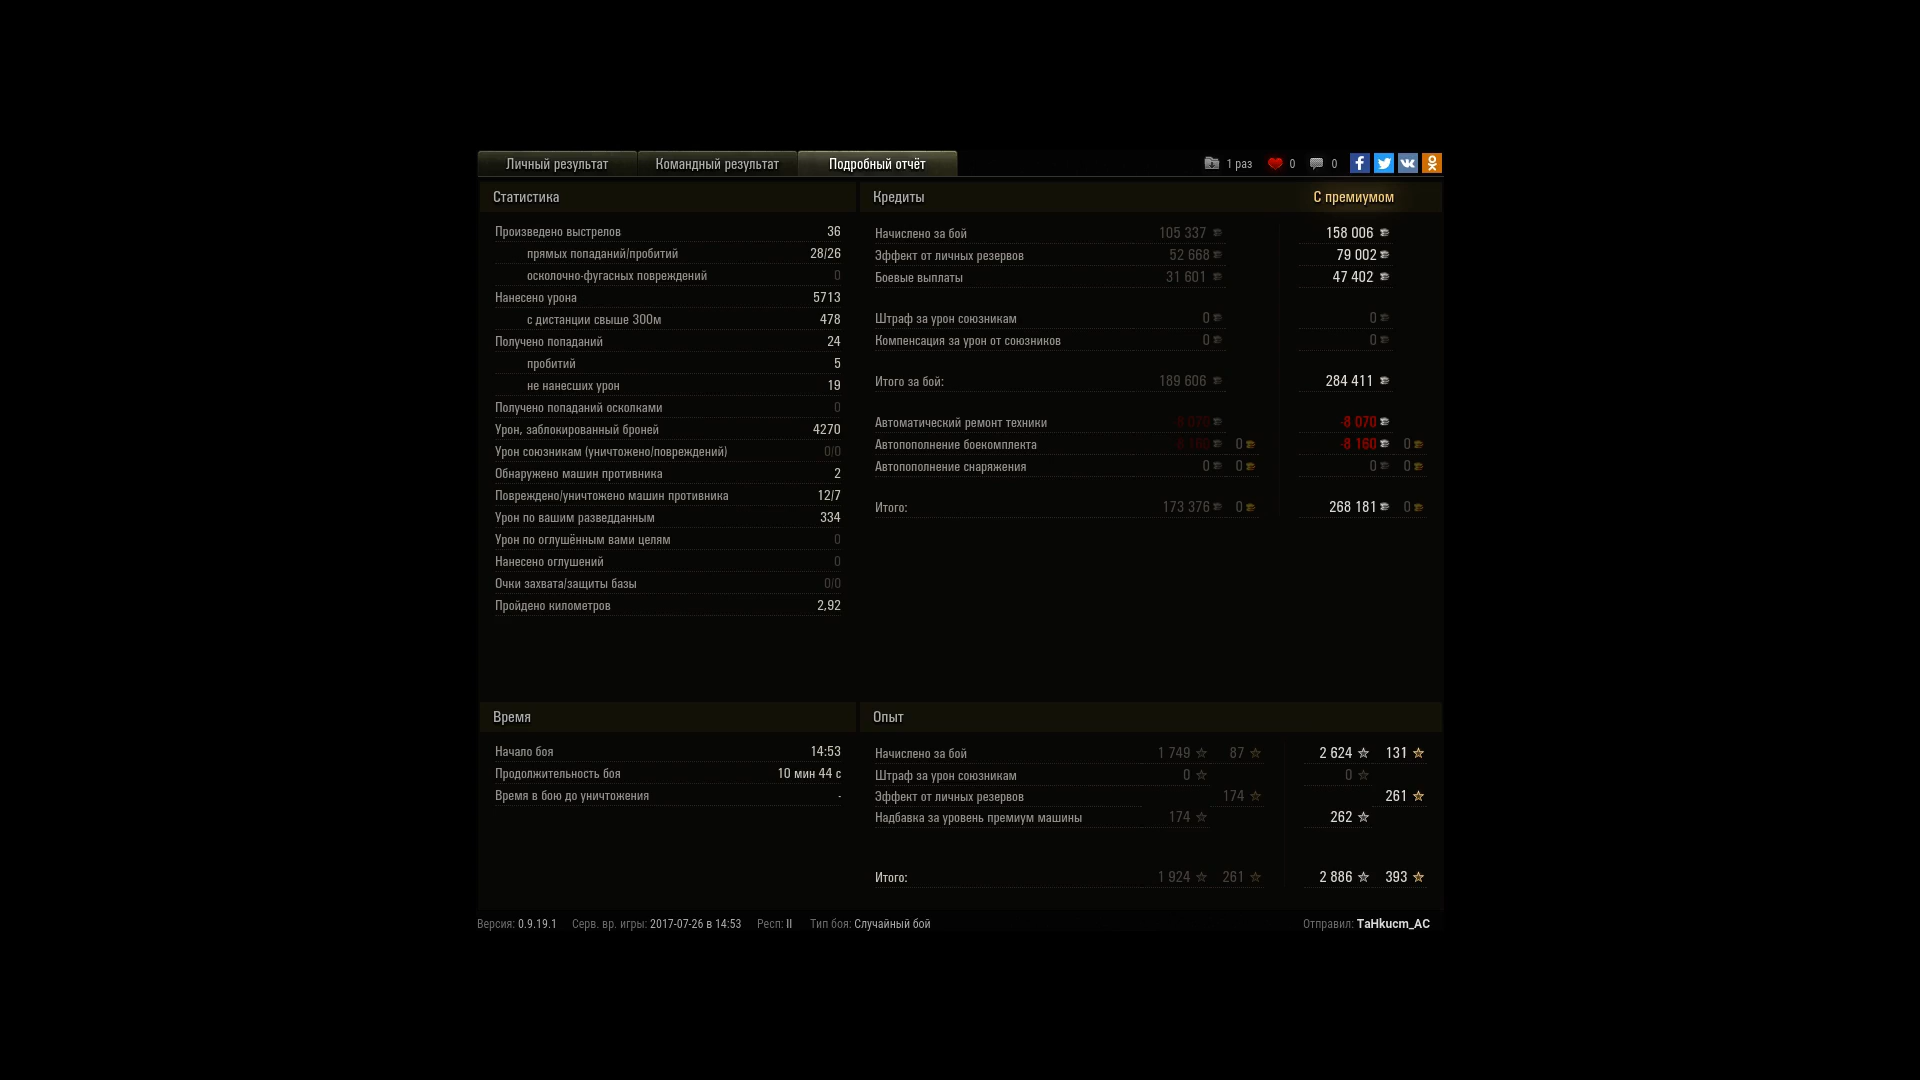 Личный результат Командный результат Подробный отчёт 1 раз 0 0
Статистика
Произведено выстрелов 36
прямых попаданий/пробитий 28/26
осколочно-фугасных повреждений 0
Нанесено урона 5713
с дистанции свыше 300м 478
Получено попаданий 24
пробитий 5
не нанесших урон 19
Получено попаданий осколками 0
Урон, заблокированный броней 4270
Урон союзникам (уничтожено/повреждений) 0/0
Обнаружено машин противника 2
Повреждено/уничтожено машин противника 12/7
Урон по вашим разведданным 334
Урон по оглушённым вами целям 0
Нанесено оглушений 0
Очки захвата/защиты базы 0/0
Пройдено километров 2,92
Кредиты С премиумом
Начислено за бой 105 337 158 006
Эффект от личных резервов 52 668 79 002
Боевые выплаты 31 601 47 402
Штраф за урон союзникам 0 0
Компенсация за урон от союзников 0 0
Итого за бой: 189 606 284 411
Автоматический ремонт техники -8 070 -8 070
Автопополнение боекомплекта -8 160 0 -8 160 0
Автопополнение снаряжения 0 0 0 0
Итого: 173 376 0 268 181 0
Время
Начало боя 14:53
Продолжительность боя 10 мин 44 с
Время в бою до уничтожения -
Опыт
Начислено за бой 1 749 87 2 624 131
Штраф за урон союзникам 0 0
Эффект от личных резервов 174 261
Надбавка за уровень премиум машины 174 262
Итого: 1 924 261 2 886 393
Версия: 0.9.19.1 Серв. вр. игры: 2017-07-26 в 14:53 Респ: II Тип боя: Случайный бой Отправил: TaHkucm_AC